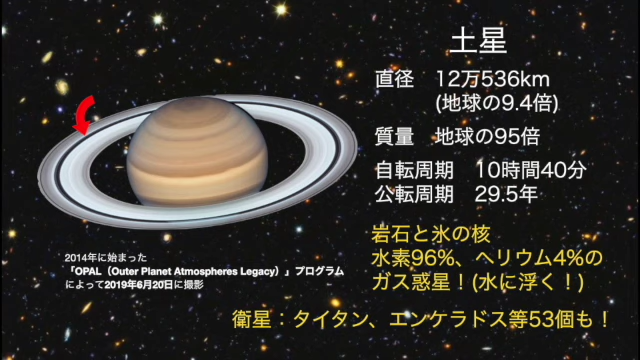 土星
直径　12万536km
(地球の9.4倍)
質量　地球の95倍
自転周期　10時間40分
公転周期　29.5年
岩石と氷の核
水素96%、ヘリウム4%の
ガス惑星！(水に浮く！)
2014年に始まった
「OPAL（Outer Planet Atmospheres Legacy）」プログラム
によって2019年6月20日に撮影
衛星：タイタン、エンケラドス等53個も！